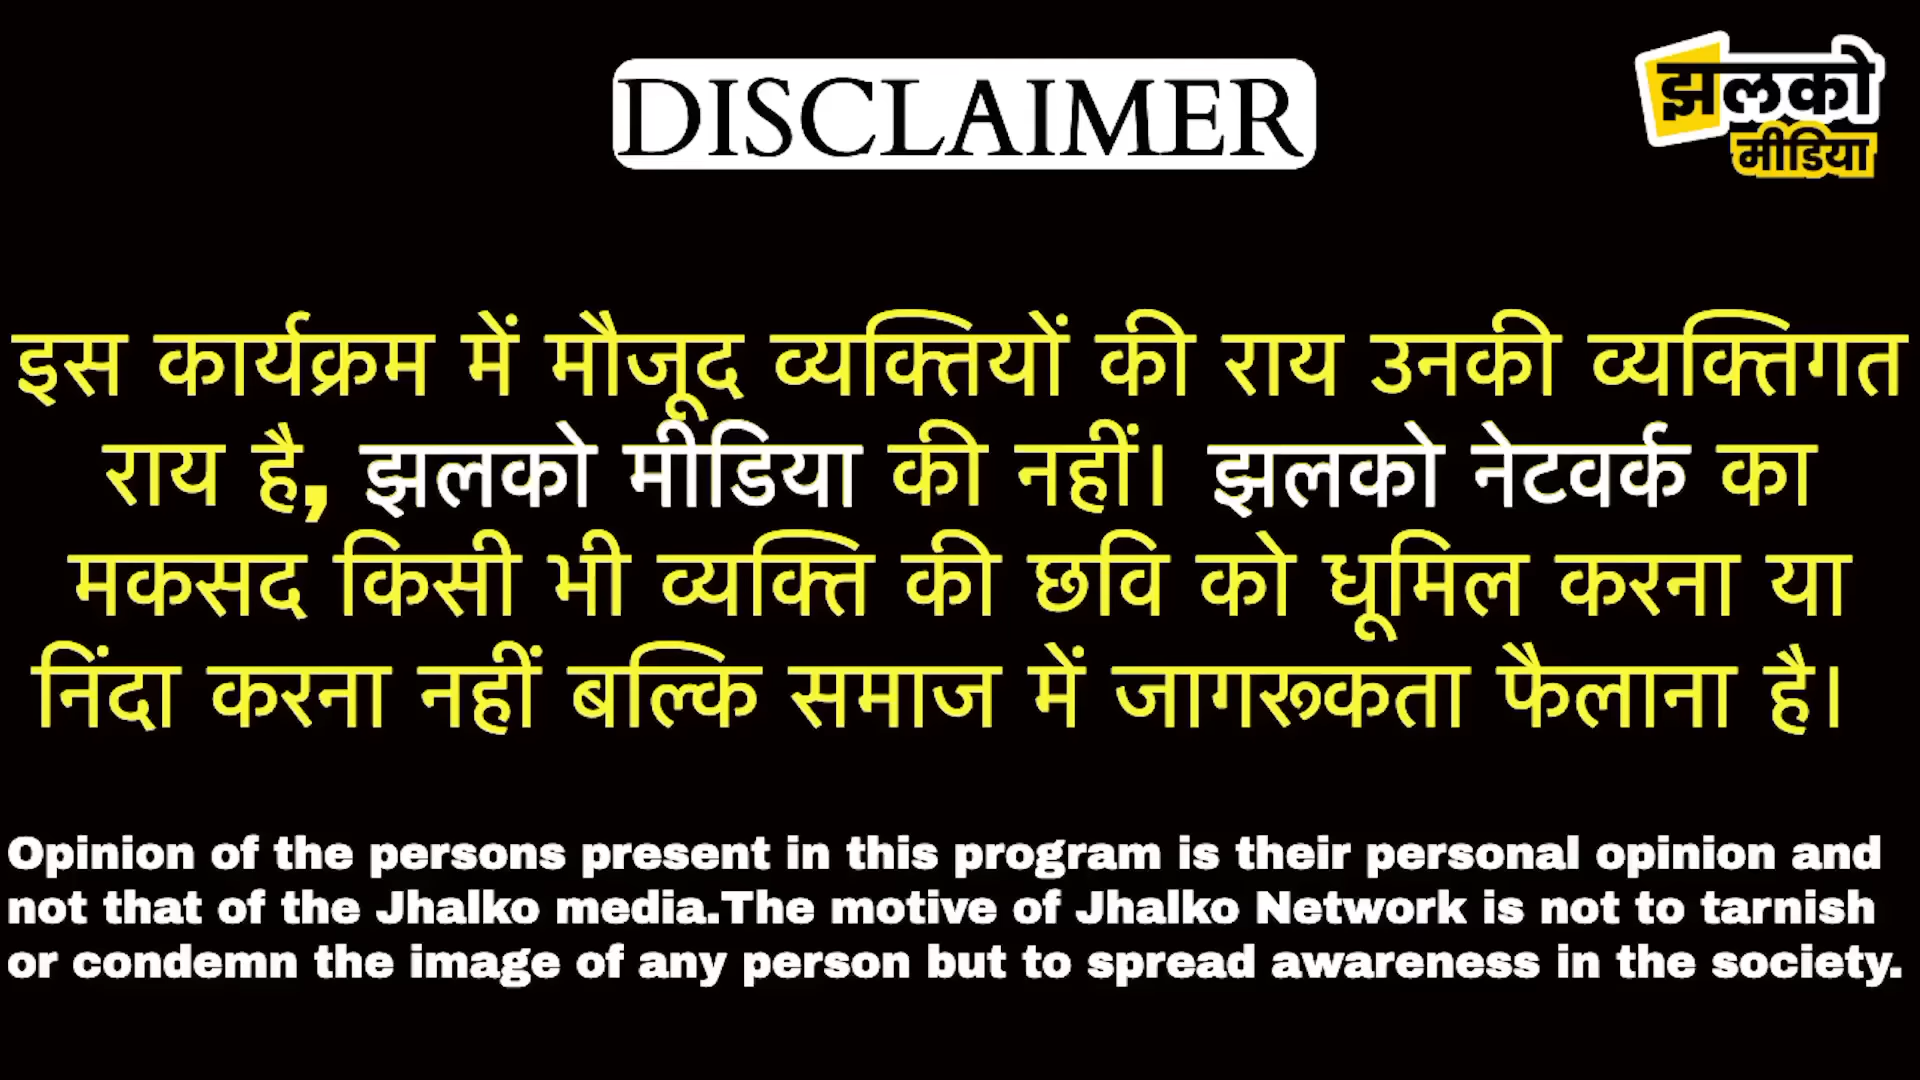 DISCLAIMER
झलको
मीडिया
इस कार्यक्रम में मौजूद व्यक्तियों की राय उनकी व्यक्तिगत
राय है, झलको मीडिया की नहीं। झलको नेटवर्क का
मकसद किसी भी व्यक्ति की छवि को धूमिल करना या
निंदा करना नहीं बल्कि समाज में जागरूकता फैलाना है।
Opinion of the persons present in this program is their personal opinion and
not that of the Jhalko media.The motive of Jhalko Network is not to tarnish
or condemn the image of any person but to spread awareness in the society.